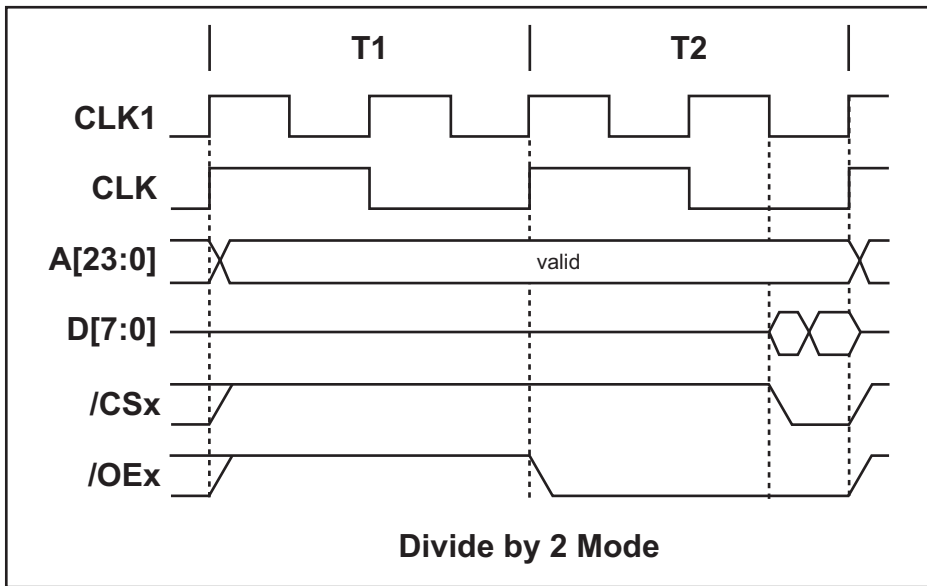 T1 T2
CLK1
CLK
A[23:0] valid
D[7:0]
/CSx
/OEx
Divide by 2 Mode